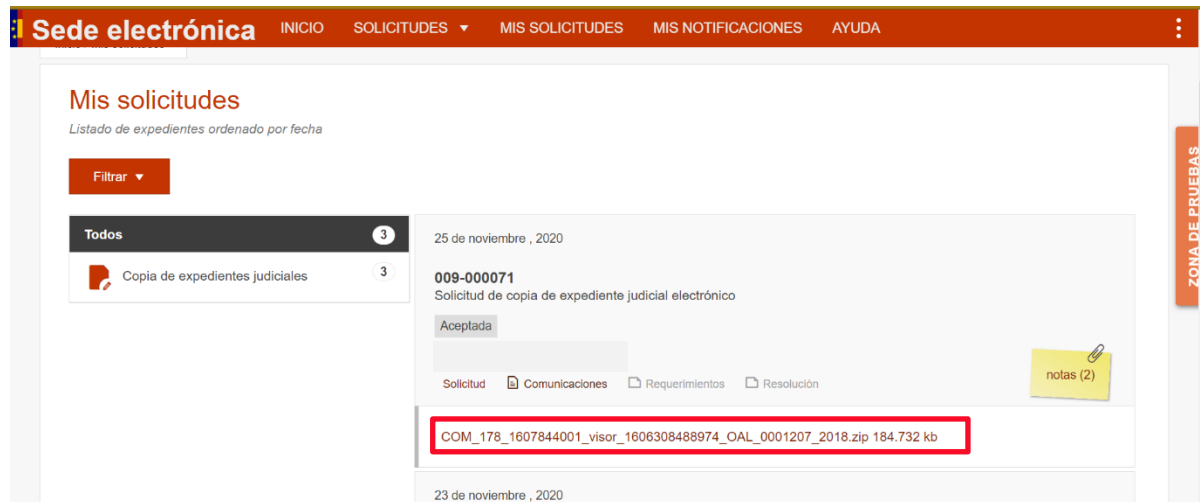 Sede electrónica INICIO SOLICITUDES MIS SOLICITUDES MIS NOTIFICACIONES AYUDA
Mis solicitudes
Listado de expedientes ordenado por fecha
Filtrar
ZONA DE PRUEBAS
Todos 3
Copia de expedientes judiciales 3
25 de noviembre , 2020
009-000071
Solicitud de copia de expediente judicial electrónico
Aceptada
notas (2)
Solicitud Comunicaciones Requerimientos Resolución
COM_178_1607844001_visor_1606308488974_OAL_0001207_2018.zip 184.732 kb
23 de noviembre , 2020